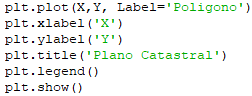 plt.plot(X,Y, Label='Poligono')
plt.xlabel('X')
plt.ylabel('Y')
plt.title('Plano Catastral')
plt.legend()
plt.show()